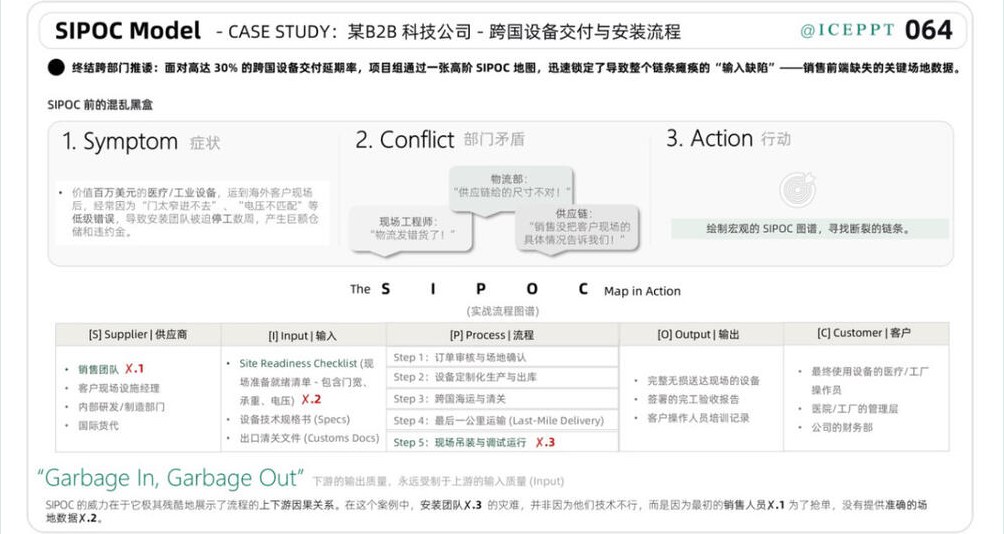 SIPOC Model - CASE STUDY：某B2B 科技公司 - 跨国设备交付与安装流程
@ICEPPT 064
终结跨部门推诿：面对高达 30% 的跨国设备交付延期率，项目组通过一张高阶 SIPOC 地图，迅速锁定了导致整个链条瘫痪的 “输入缺陷” ——销售前端缺失的关键场地数据。
SIPOC 前的混乱黑盒
1. Symptom 症状
• 价值百万美元的医疗/工业设备，运到海外客户现场
后，经常因为 “门太窄进不去” 、 “电压不匹配” 等
低级错误，导致安装团队被迫停工数周，产生巨额仓
储和违约金。
2. Conflict 部门矛盾
物流部：
“供应链给的尺寸不对！”
现场工程师：
“物流发错货了！”
供应链：
“销售没把客户现场的
具体情况告诉我们！”
3. Action 行动
绘制宏观的 SIPOC 图谱，寻找断裂的链条。
The S I P O C Map in Action
(实战流程图谱)
[S] Supplier | 供应商
• 销售团队 X.1
• 客户现场设施经理
• 内部研发/制造部门
• 国际货代
[I] Input | 输入
• Site Readiness Checklist (现
场准备就绪清单 - 包含门宽、
承重、电压) X.2
• 设备技术规格书 (Specs)
• 出口清关文件 (Customs Docs)
[P] Process | 流程
Step 1：订单审核与场地确认
Step 2：设备定制化生产与出库
Step 3：跨国海运与清关
Step 4：最后一公里运输 (Last-Mile Delivery)
Step 5：现场吊装与调试运行 X.3
[O] Output | 输出
• 完整无损送达现场的设备
• 签署的完工验收报告
• 客户操作人员培训记录
[C] Customer | 客户
• 最终使用设备的医疗/工厂
操作员
• 医院/工厂的管理层
• 公司的财务部
“Garbage In, Garbage Out” 下游的输出质量，永远受制于上游的输入质量 (Input)
SIPOC 的威力在于它极其残酷地展示了流程的上下游因果关系。在这个案例中，安装团队X.3 的灾难，并非因为他们技术不行，而是因为最初的销售人员X.1 为了抢单，没有提供准确的场
地数据X.2。